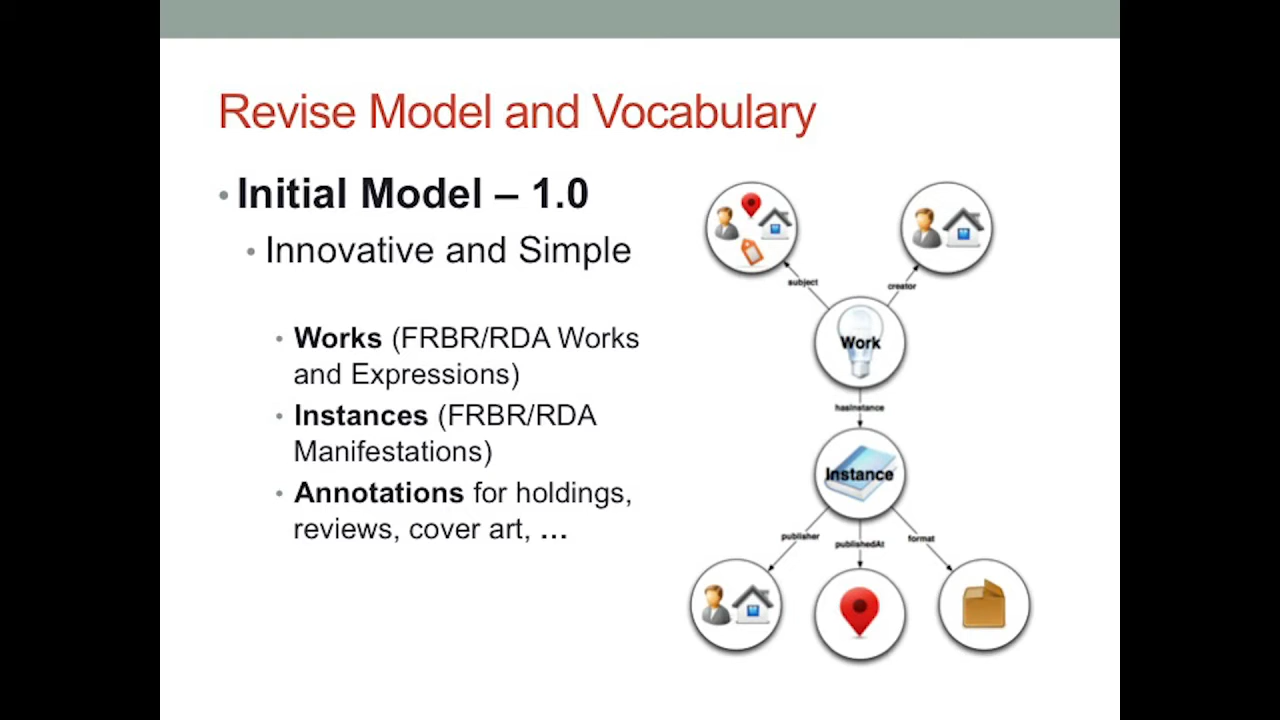 Revise Model and Vocabulary
• Initial Model – 1.0
• Innovative and Simple
• Works (FRBR/RDA Works
and Expressions)
• Instances (FRBR/RDA
Manifestations)
• Annotations for holdings,
reviews, cover art, ...
subject
creator
Work
hasInstance
Instance
publisher
publishedAt
format